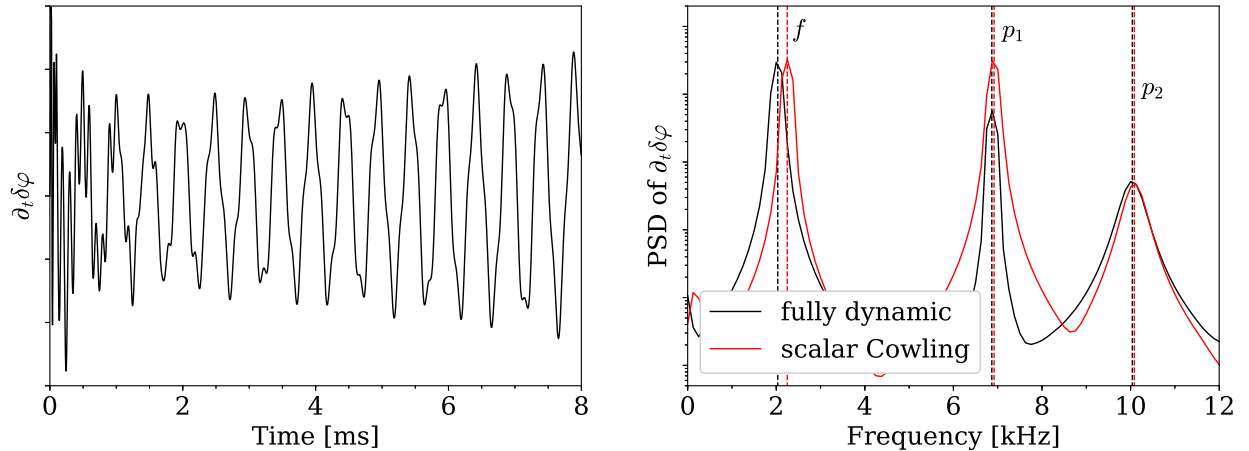 ∂ₜδφ
0
2
4
6
8
Time [ms]
PSD of ∂ₜδφ
f
p₁
p₂
fully dynamic
scalar Cowling
0
2
4
6
8
10
12
Frequency [kHz]